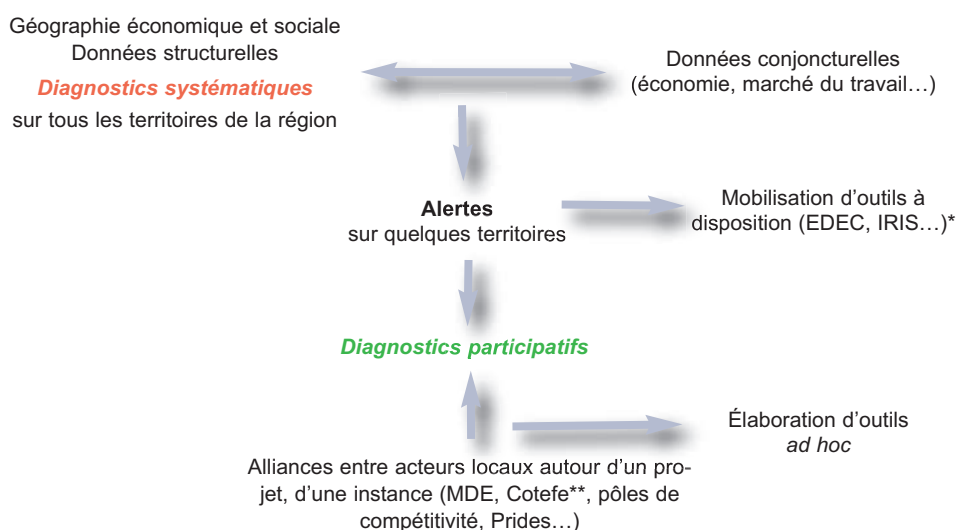 Géographie économique et sociale
Données structurelles
Diagnostics systématiques
sur tous les territoires de la région
Données conjoncturelles
(économie, marché du travail…)
Alertes
sur quelques territoires
Mobilisation d’outils à
disposition (EDEC, IRIS…)*
Diagnostics participatifs
Élaboration d’outils
ad hoc
Alliances entre acteurs locaux autour d’un pro-
jet, d’une instance (MDE, Cotefe**, pôles de
compétitivité, Prides…)